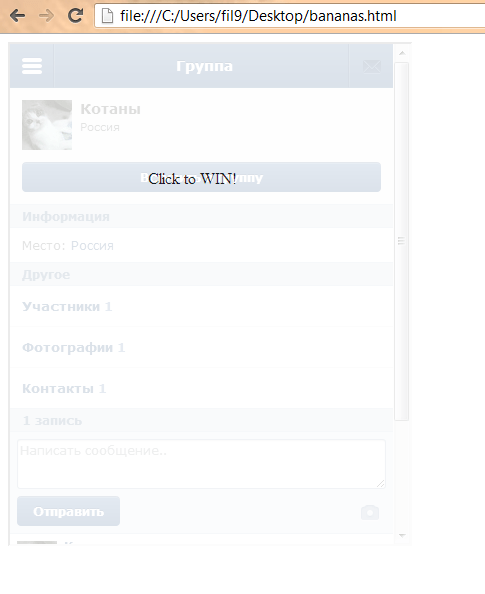 file:///C:/Users/fil9/Desktop/bananas.html
Группа
Котаны
Россия
Click to WIN!
Информация
Место: Россия
Другое
Участники 1
Фотографии 1
Контакты 1
1 запись
Написать сообщение..
Отправить